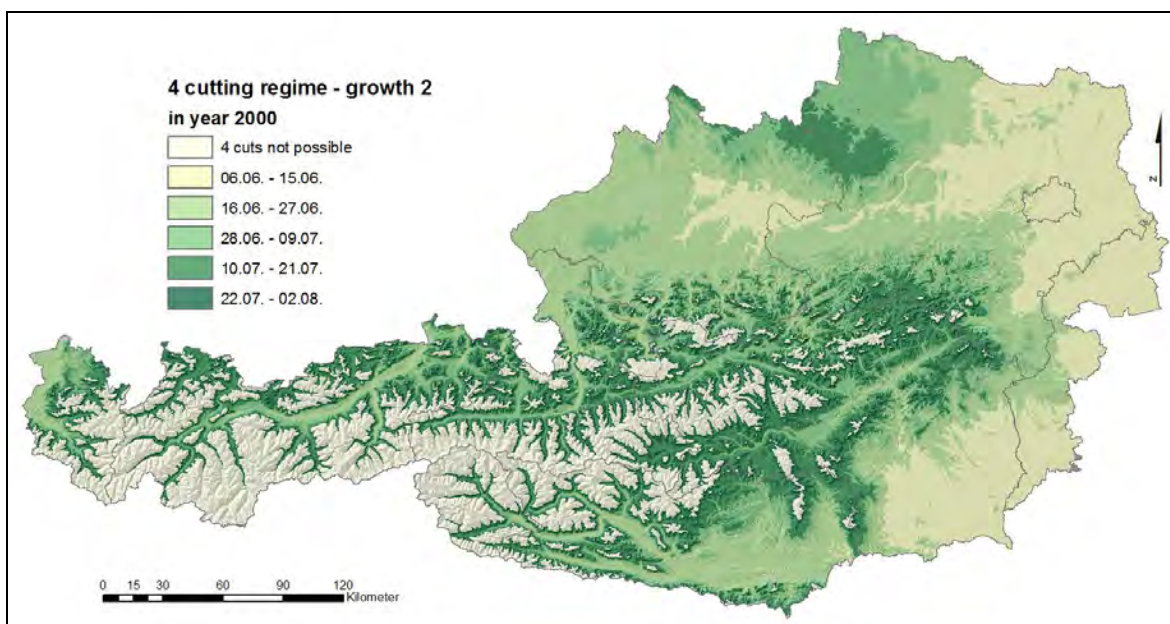 4 cutting regime - growth 2
in year 2000
4 cuts not possible
06.06. - 15.06.
16.06. - 27.06.
28.06. - 09.07.
10.07. - 21.07.
22.07. - 02.08.
N
0 15 30 60 90 120
Kilometer